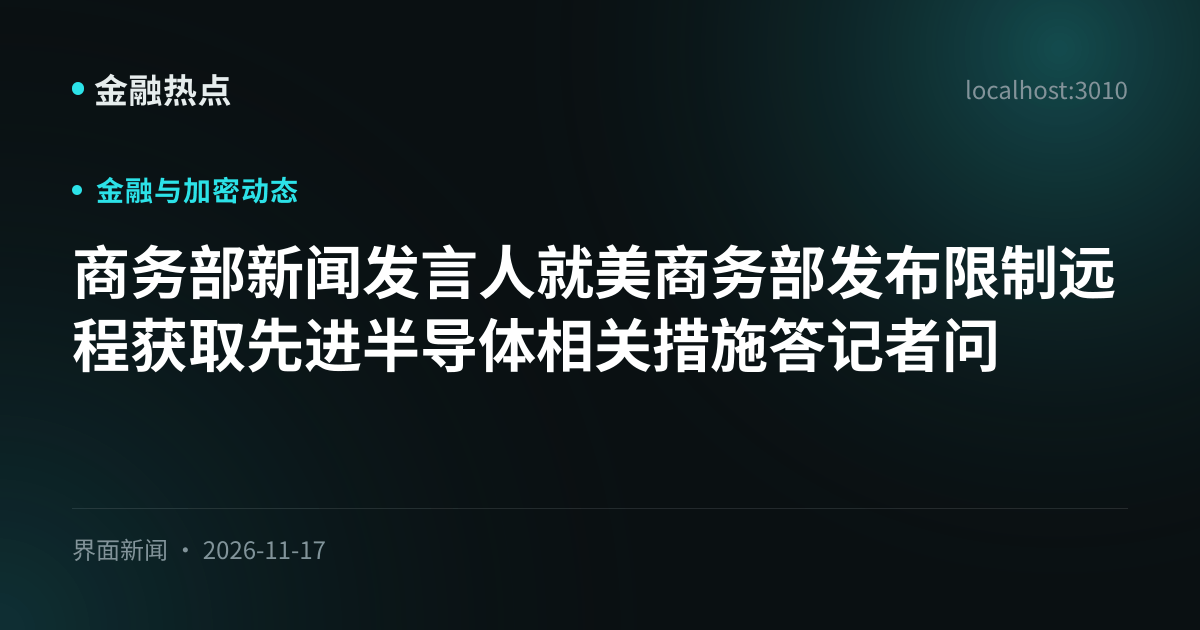 金融热点
localhost:3010
金融与加密动态
商务部新闻发言人就美商务部发布限制远
程获取先进半导体相关措施答记者问
界面新闻 • 2026-11-17